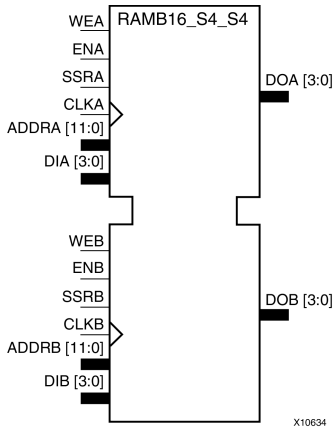 RAMB16_S4_S4
WEA
ENA
SSRA
CLKA
ADDRA [11:0]
DIA [3:0]
DOA [3:0]
WEB
ENB
SSRB
CLKB
ADDRB [11:0]
DIB [3:0]
DOB [3:0]
X10634